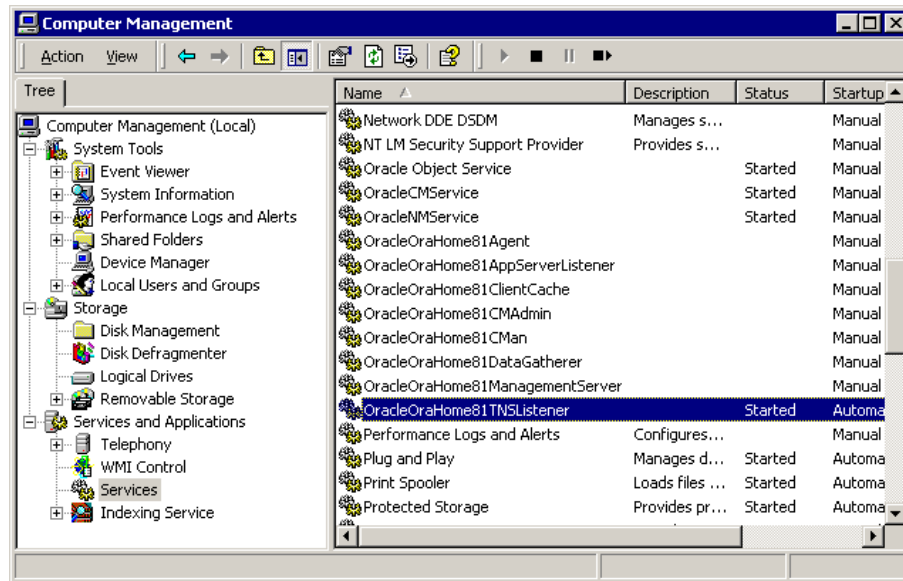 Computer Management
Action View
Tree
Computer Management (Local)
System Tools
Event Viewer
System Information
Performance Logs and Alerts
Shared Folders
Device Manager
Local Users and Groups
Storage
Disk Management
Disk Defragmenter
Logical Drives
Removable Storage
Services and Applications
Telephony
WMI Control
Services
Indexing Service
Name Description Status Startup
Network DDE DSDM Manages s... Manual
NT LM Security Support Provider Provides s... Manual
Oracle Object Service Started Manual
OracleCMService Started Manual
OracleNMService Started Manual
OracleOraHome81Agent Manual
OracleOraHome81AppServerListener Manual
OracleOraHome81ClientCache Manual
OracleOraHome81CMAdmin Manual
OracleOraHome81CMan Manual
OracleOraHome81DataGatherer Manual
OracleOraHome81ManagementServer Manual
OracleOraHome81TNSListener Started Automa
Performance Logs and Alerts Configures... Manual
Plug and Play Manages d... Started Automa
Print Spooler Loads files ... Started Automa
Protected Storage Provides pr... Started Automa